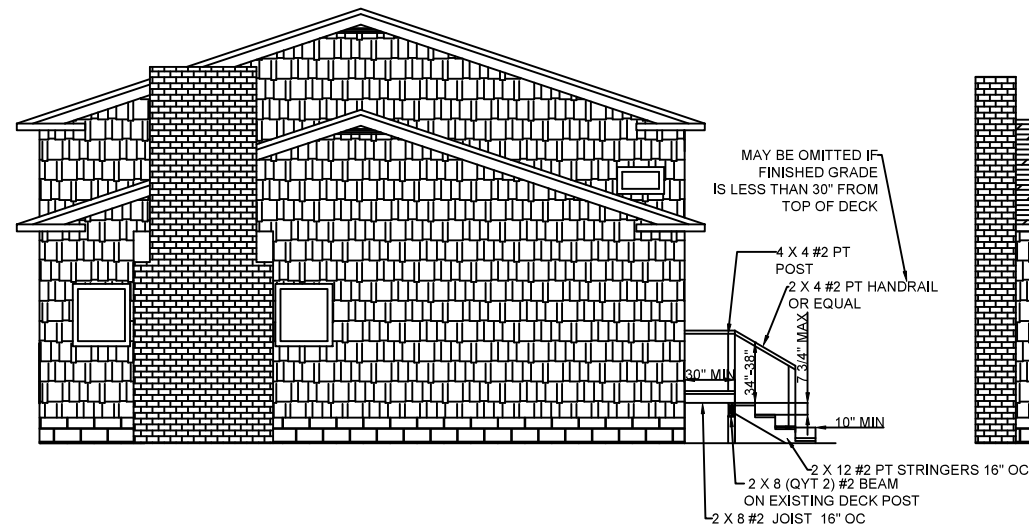 MAY BE OMITTED IF
FINISHED GRADE
IS LESS THAN 30" FROM
TOP OF DECK
4 X 4 #2 PT
POST
2 X 4 #2 PT HANDRAIL
OR EQUAL
7 3/4" MAX
34"-38"
30" MIN
10" MIN
2 X 12 #2 PT STRINGERS 16" OC
2 X 8 (QYT 2) #2 BEAM
ON EXISTING DECK POST
2 X 8 #2 JOIST 16" OC